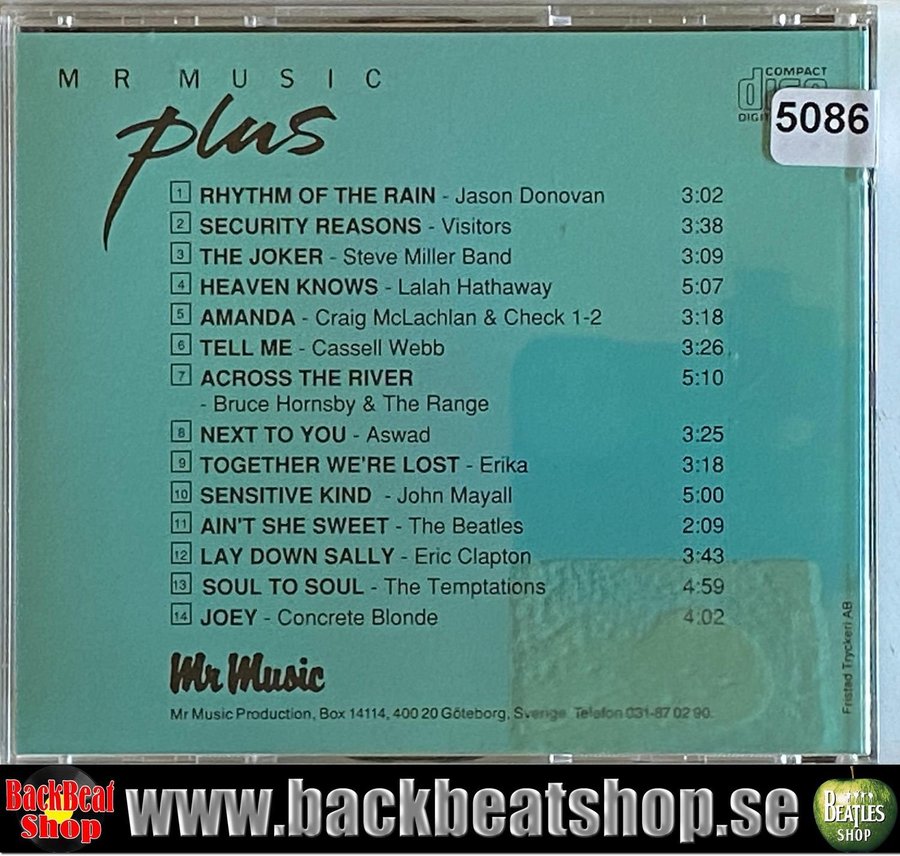 MR MUSIC
plus
COMPACT
disc
5086
1 RHYTHM OF THE RAIN - Jason Donovan 3:02
2 SECURITY REASONS - Visitors 3:38
3 THE JOKER - Steve Miller Band 3:09
4 HEAVEN KNOWS - Lalah Hathaway 5:07
5 AMANDA - Craig McLachlan & Check 1-2 3:18
6 TELL ME - Cassell Webb 3:26
7 ACROSS THE RIVER 5:10
- Bruce Hornsby & The Range
8 NEXT TO YOU - Aswad 3:25
9 TOGETHER WE'RE LOST - Erika 3:18
10 SENSITIVE KIND - John Mayall 5:00
11 AIN'T SHE SWEET - The Beatles 2:09
12 LAY DOWN SALLY - Eric Clapton 3:43
13 SOUL TO SOUL - The Temptations 4:59
14 JOEY - Concrete Blonde 4:02
Mr Music
Mr Music Production, Box 14114, 400 20 Göteborg, Sverige. Telefon 031-87 02 90.
Fristad Tryckeri AB
BackBeat
Shop
www.backbeatshop.se
BEATLES
SHOP